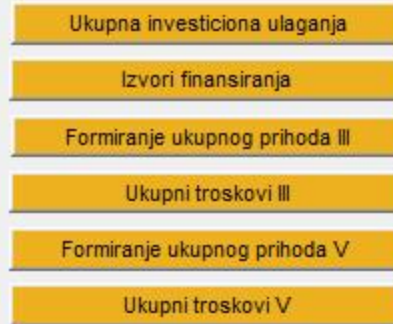 Ukupna investiciona ulaganja
Izvori finansiranja
Formiranje ukupnog prihoda III
Ukupni troskovi III
Formiranje ukupnog prihoda V
Ukupni troskovi V